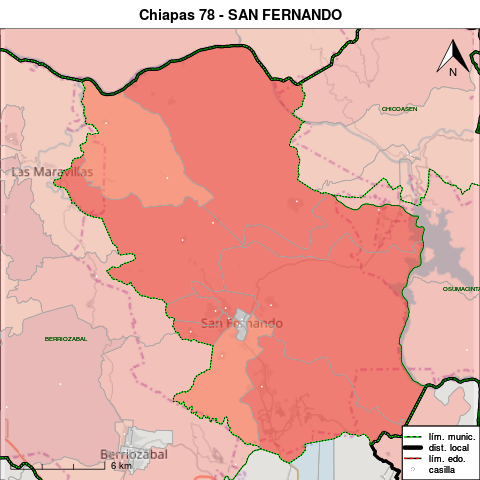 Chiapas 78 - SAN FERNANDO
N
CHICOASEN
Las Maravillas
OSUMACINTA
San Fernando
BERRIOZABAL
Berriozábal
6 km
lím. munic.
dist. local
lím. edo.
casilla